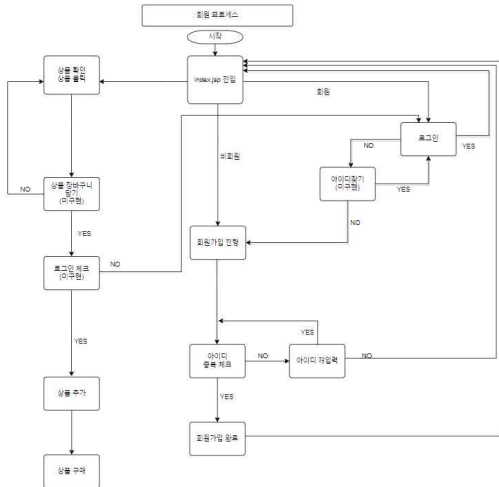 회원 프로세스
시작
상품 확인
상품 클릭
index.jsp 진입
회원
로그인
NO
YES
비회원
아이디찾기
(미구현)
YES
NO
NO
상품 장바구니
담기
(미구현)
YES
회원가입 진행
로그인 체크
(미구현)
NO
YES
YES
아이디
중복 체크
NO
아이디 재입력
NO
YES
상품 추가
회원가입 완료
상품 구매